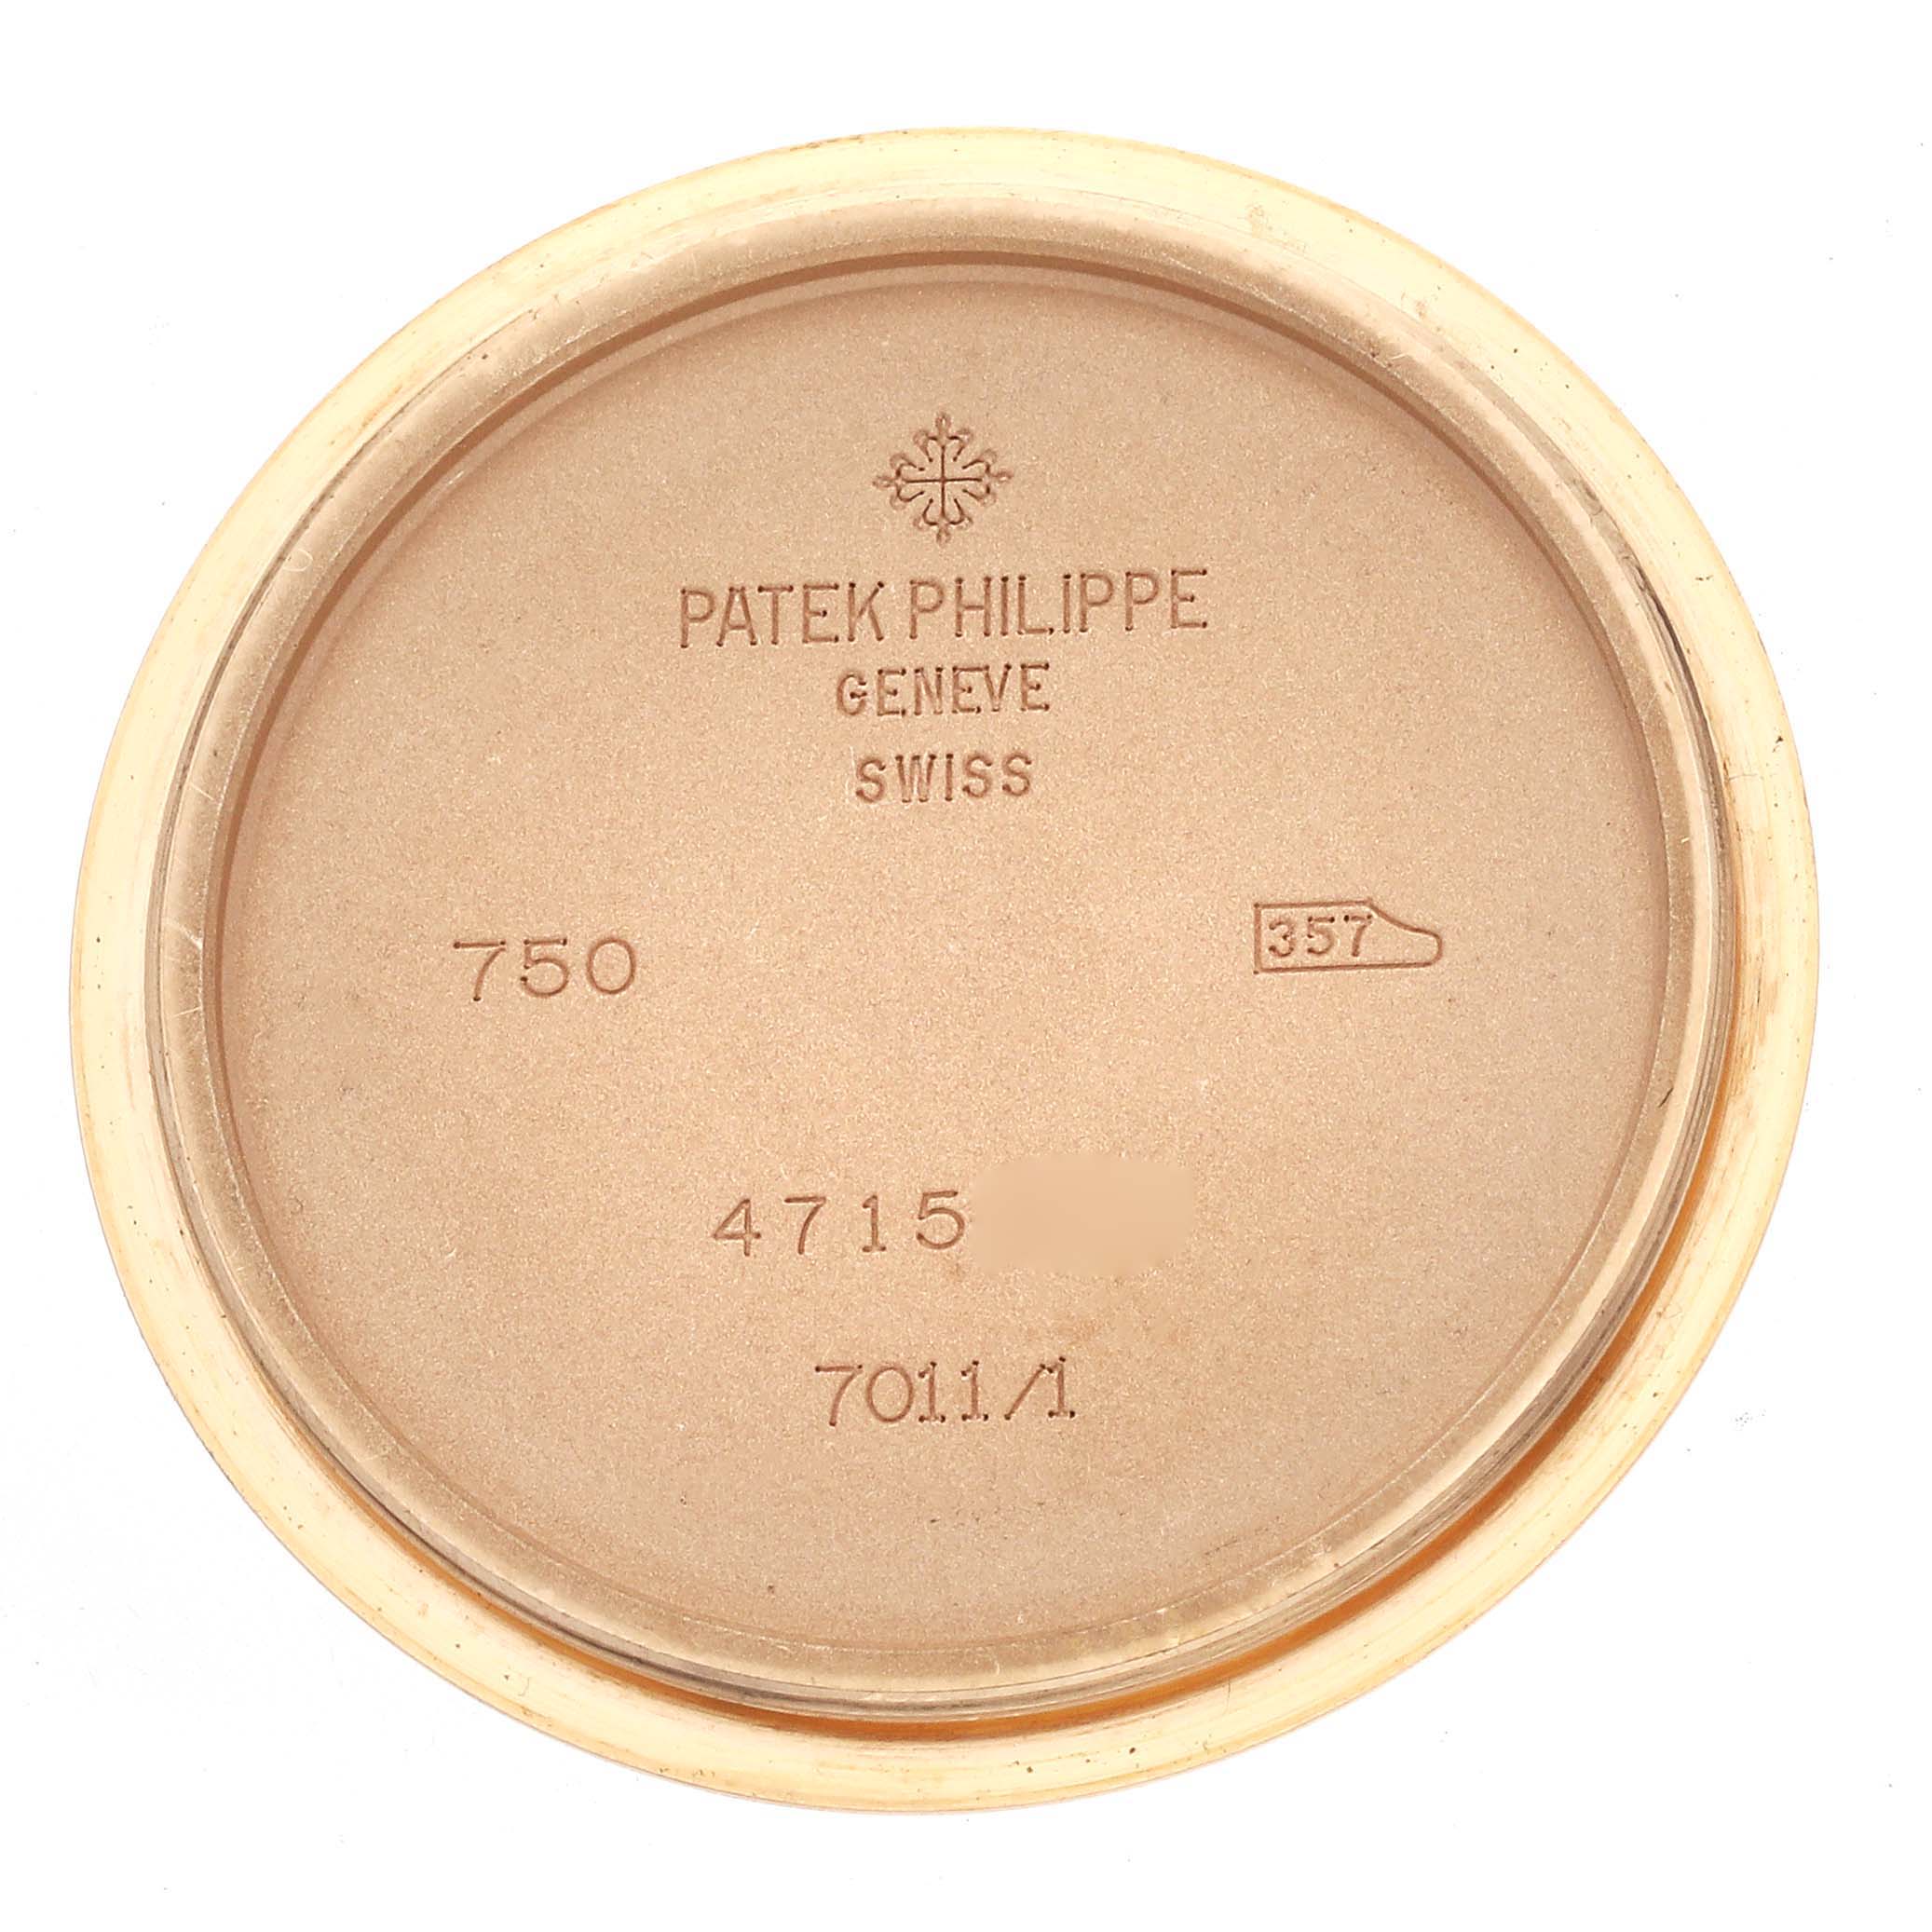 PATEK PHILIPPE
GENEVE
SWISS
750 357
4715
7011/1